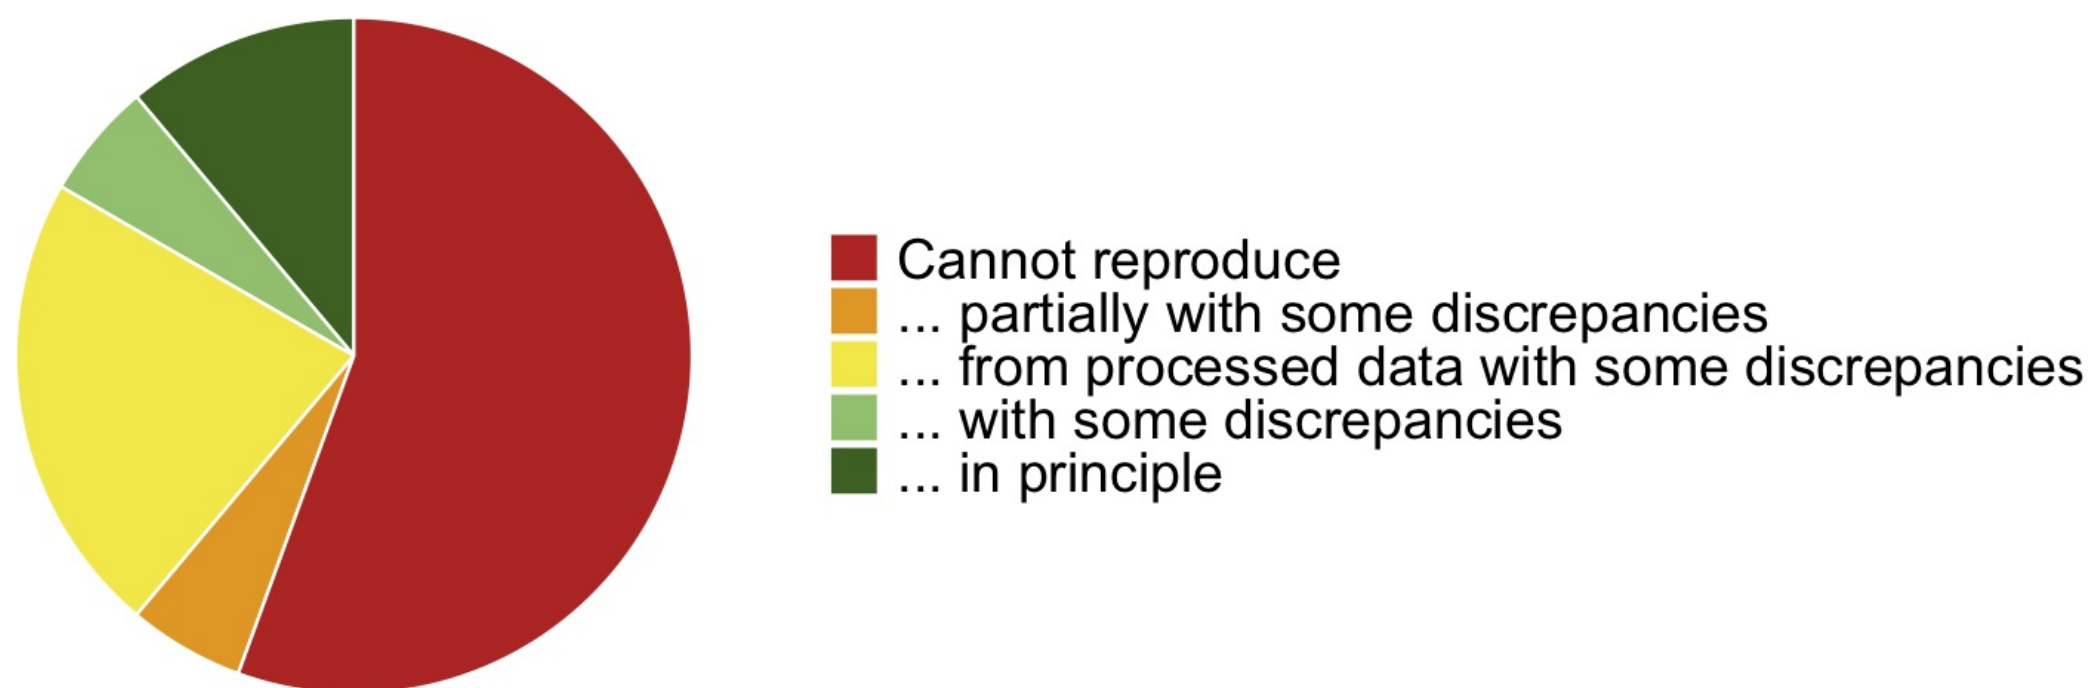 Cannot reproduce
... partially with some discrepancies
... from processed data with some discrepancies
... with some discrepancies
... in principle